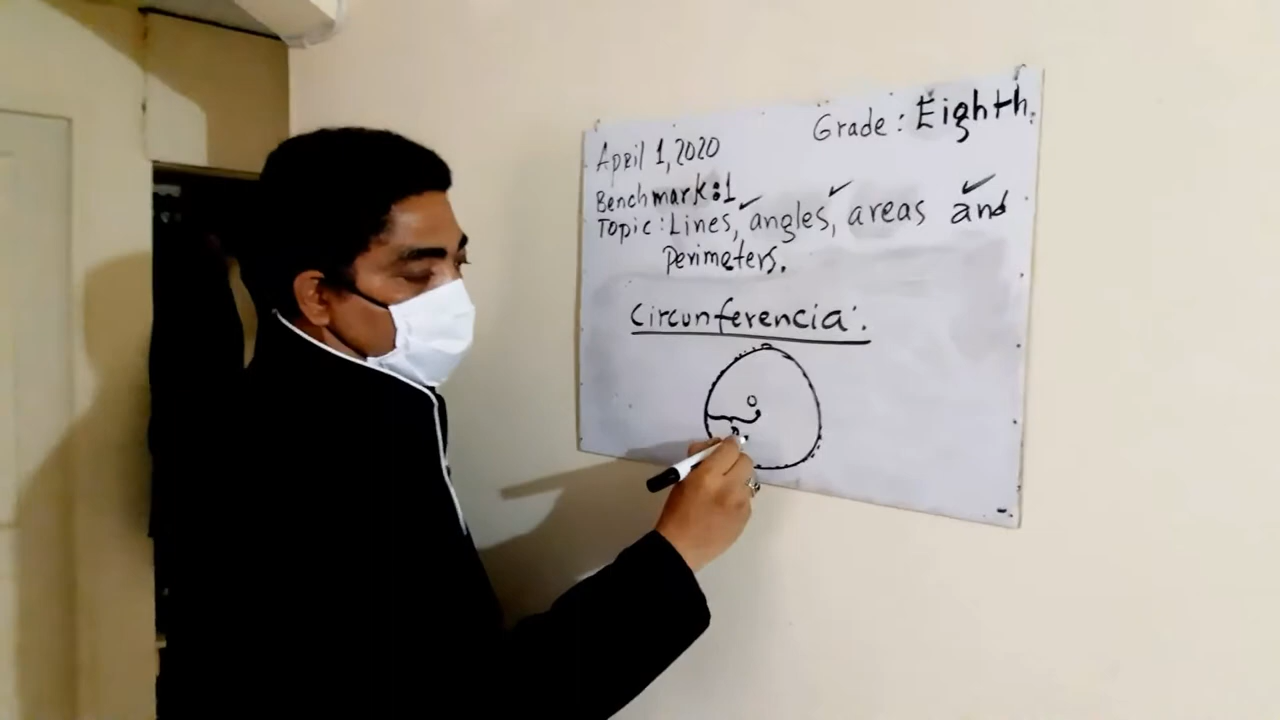 Grade: Eighth.
April 1, 2020
Benchmark:1
Topic: Lines, angles, areas and
Perimeters.
Circunferencia:.
O